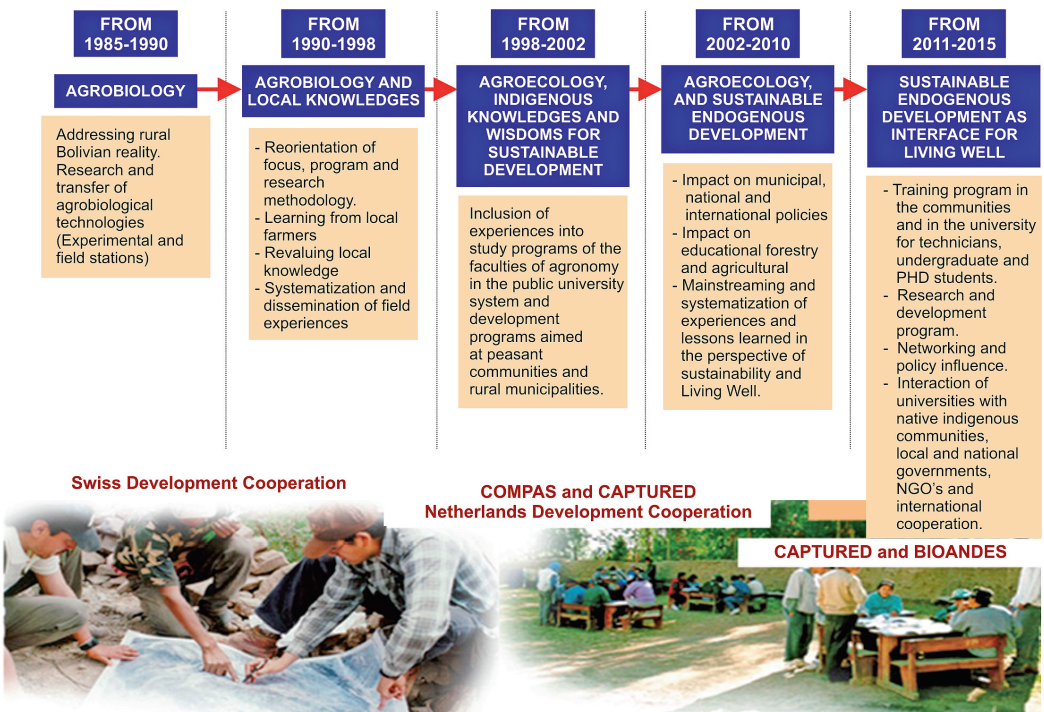 FROM
1985-1990
AGROBIOLOGY
Addressing rural
Bolivian reality.
Research and
transfer of
agrobiological
technologies
(Experimental and
field stations)
FROM
1990-1998
AGROBIOLOGY AND
LOCAL KNOWLEDGES
- Reorientation of
focus, program and
research
methodology.
- Learning from local
farmers
- Revaluing local
knowledge
- Systematization and
dissemination of field
experiences
FROM
1998-2002
AGROECOLOGY,
INDIGENOUS
KNOWLEDGES AND
WISDOMS FOR
SUSTAINABLE
DEVELOPMENT
Inclusion of
experiences into
study programs of the
faculties of agronomy
in the public university
system and
development
programs aimed
at peasant
communities and
rural municipalities.
FROM
2002-2010
AGROECOLOGY,
AND SUSTAINABLE
ENDOGENOUS
DEVELOPMENT
- Impact on municipal,
national and
international policies
- Impact on
educational forestry
and agricultural
- Mainstreaming and
systematization of
experiences and
lessons learned in
the perspective of
sustainability and
Living Well.
FROM
2011-2015
SUSTAINABLE
ENDOGENOUS
DEVELOPMENT AS
INTERFACE FOR
LIVING WELL
- Training program in
the communities
and in the university
for technicians,
undergraduate and
PHD students.
- Research and
development
program.
- Networking and
policy influence.
- Interaction of
universities with
native indigenous
communities,
local and national
governments,
NGO's and
international
cooperation.
Swiss Development Cooperation
COMPAS and CAPTURED
Netherlands Development Cooperation
CAPTURED and BIOANDES